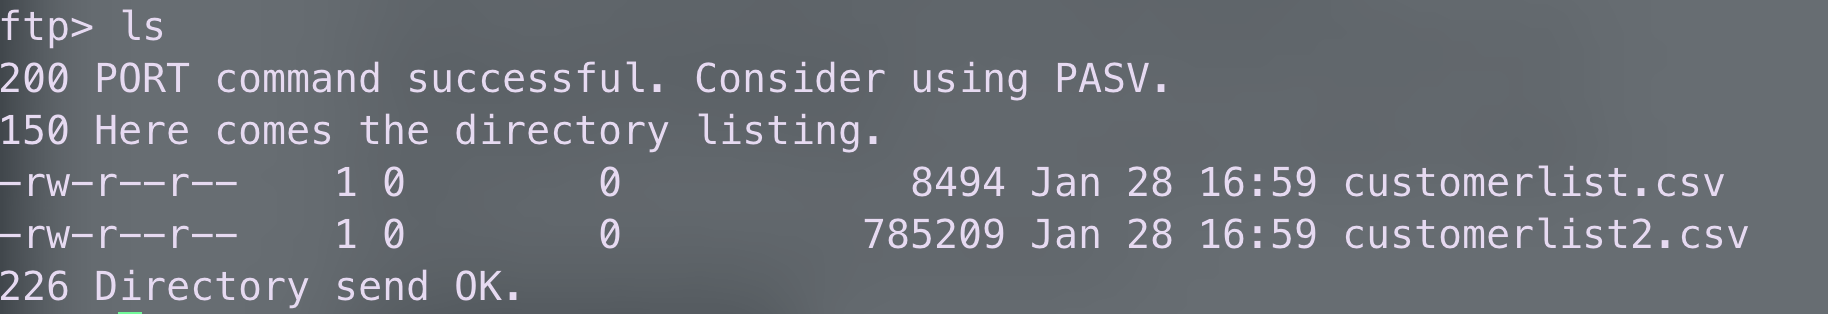 ftp> ls
200 PORT command successful. Consider using PASV.
150 Here comes the directory listing.
-rw-r--r--    1 0        0            8494 Jan 28 16:59 customerlist.csv
-rw-r--r--    1 0        0          785209 Jan 28 16:59 customerlist2.csv
226 Directory send OK.